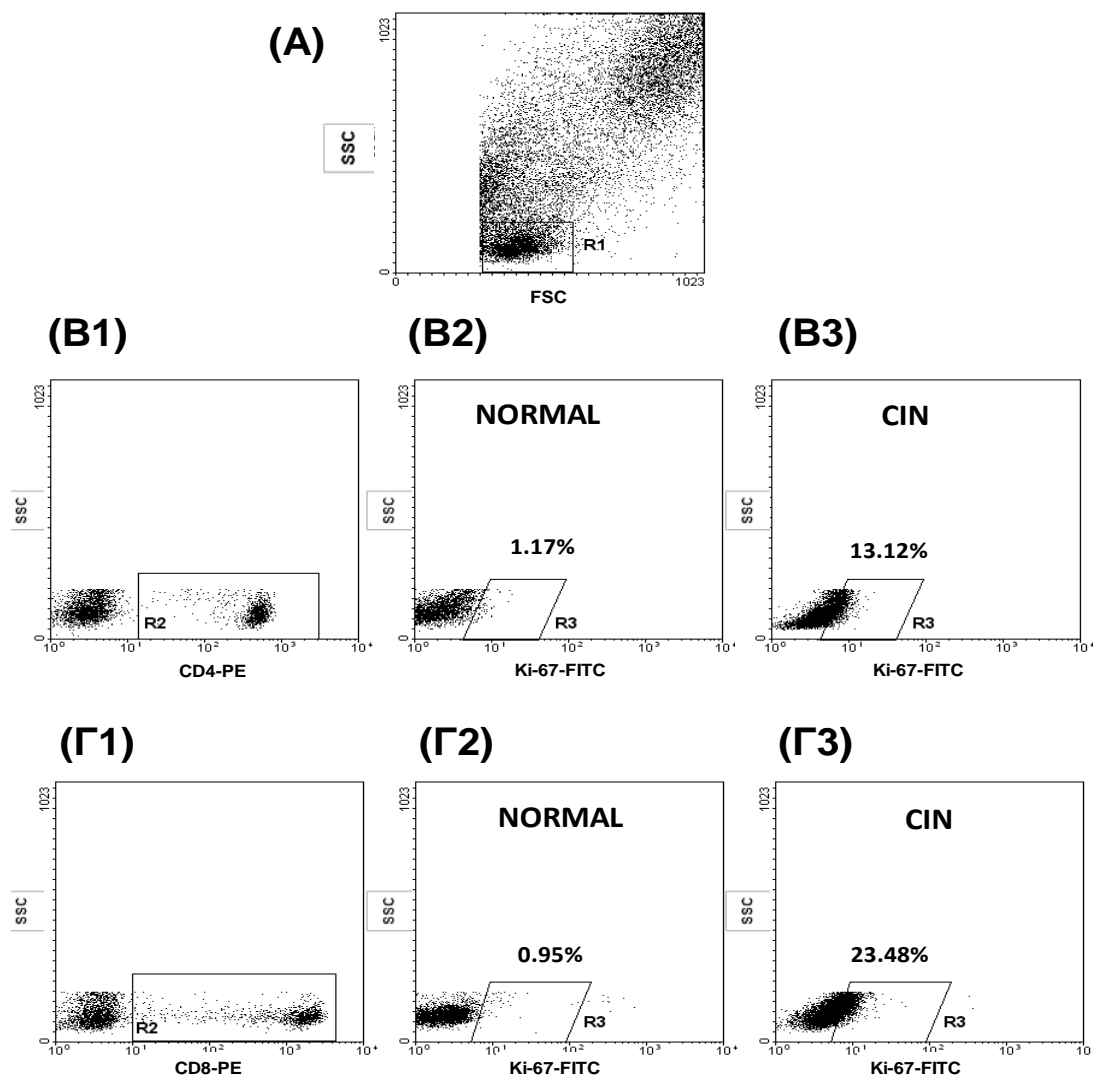 (A)
1023
SSC
R1
0
0
1023
FSC
(B1)
(B2)
(B3)
1023
SSC
R2
0
10⁰
10¹
10²
10³
10⁴
CD4-PE
1023
NORMAL
SSC
1.17%
R3
0
10⁰
10¹
10²
10³
10⁴
Ki-67-FITC
1023
CIN
SSC
13.12%
R3
0
10⁰
10¹
10²
10³
10⁴
Ki-67-FITC
(Γ1)
(Γ2)
(Γ3)
1023
SSC
R2
0
10⁰
10¹
10²
10³
10⁴
CD8-PE
1023
NORMAL
SSC
0.95%
R3
0
10⁰
10¹
10²
10³
10⁴
Ki-67-FITC
1023
CIN
SSC
23.48%
R3
0
10⁰
10¹
10²
10³
10
Ki-67-FITC